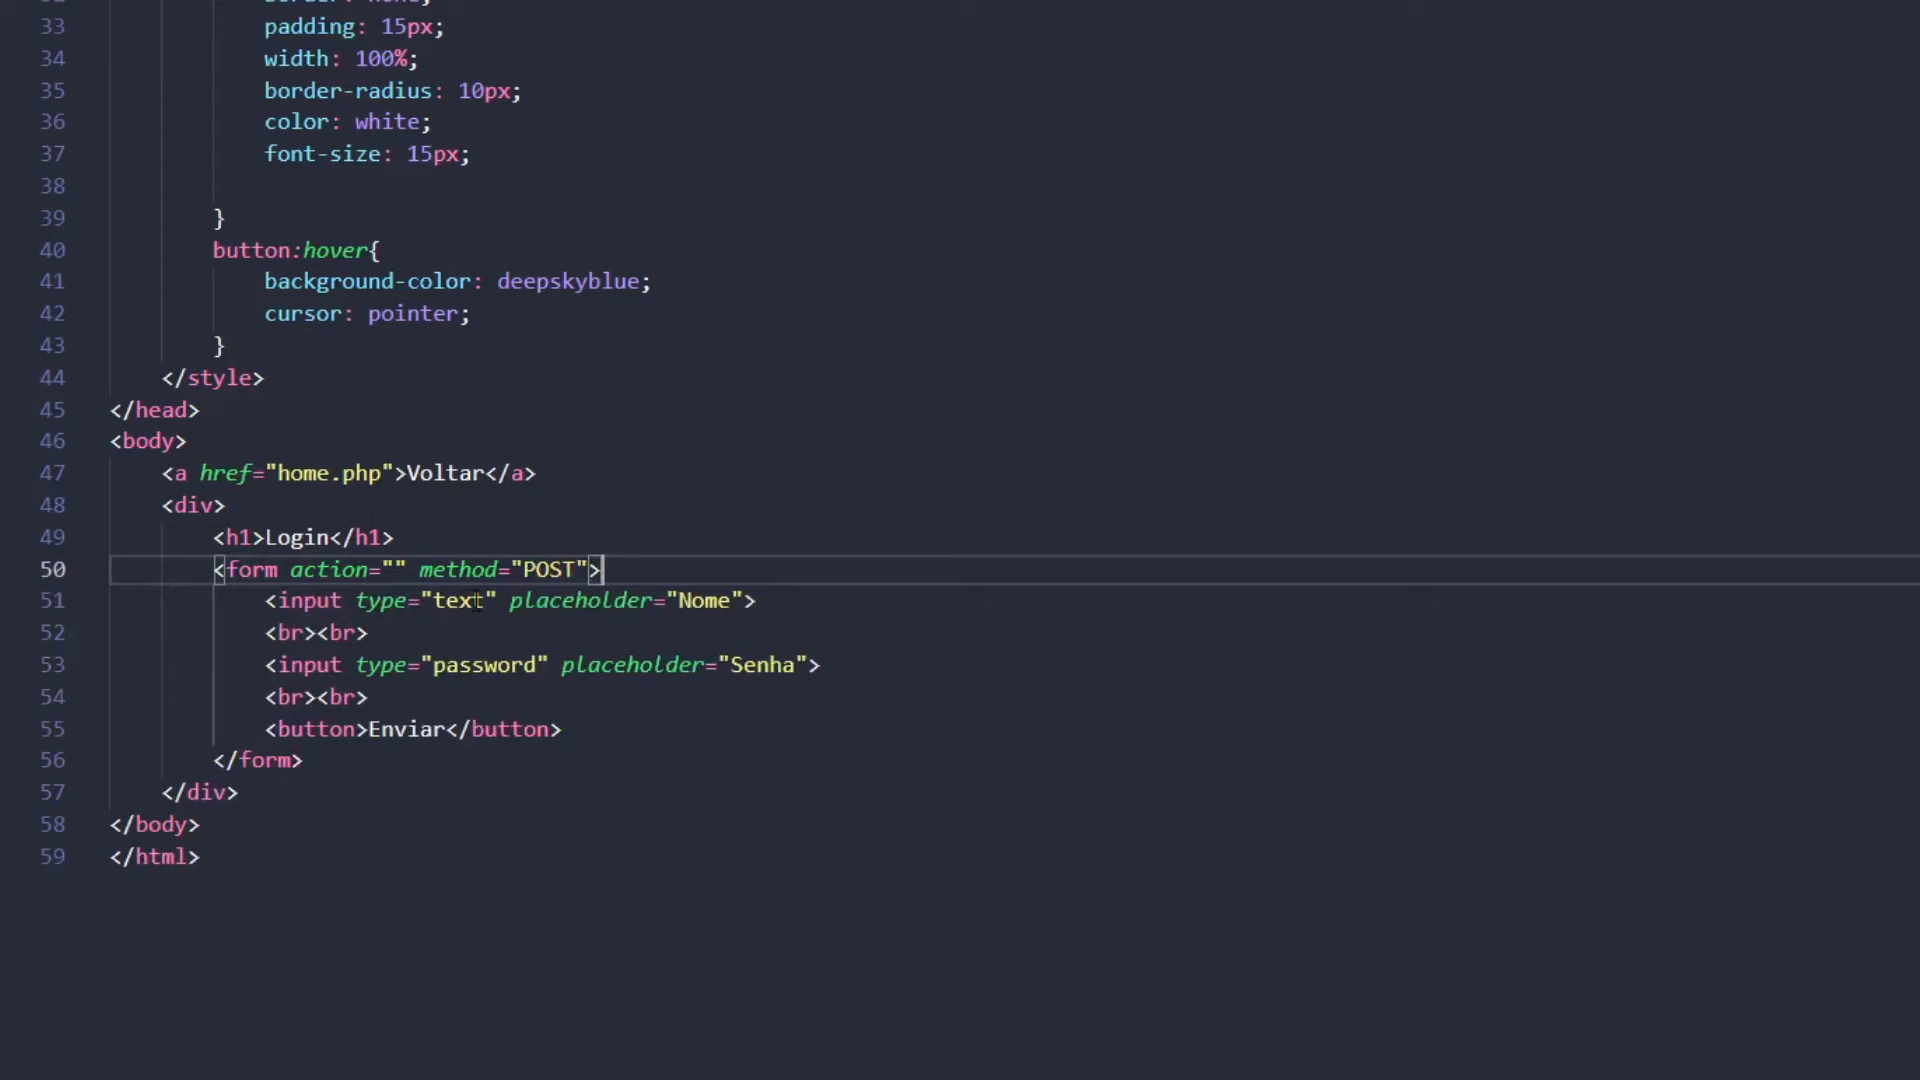 33 padding: 15px;
34 width: 100%;
35 border-radius: 10px;
36 color: white;
37 font-size: 15px;
38
39 }
40 button:hover{
41 background-color: deepskyblue;
42 cursor: pointer;
43 }
44 </style>
45 </head>
46 <body>
47 <a href="home.php">Voltar</a>
48 <div>
49 <h1>Login</h1>
50 <form action="" method="POST">
51 <input type="text" placeholder="Nome">
52 <br><br>
53 <input type="password" placeholder="Senha">
54 <br><br>
55 <button>Enviar</button>
56 </form>
57 </div>
58 </body>
59 </html>